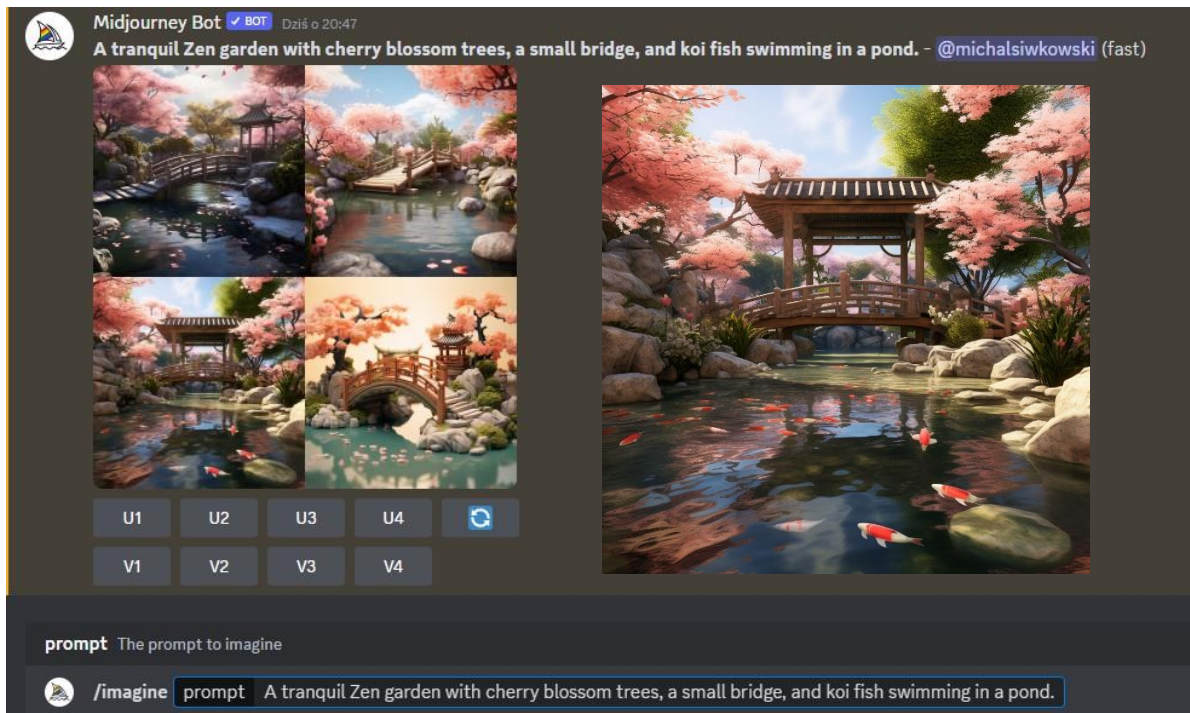 Midjourney Bot ✓ BOT Dziś o 20:47
A tranquil Zen garden with cherry blossom trees, a small bridge, and koi fish swimming in a pond. - @michalsiwkowski (fast)
U1 U2 U3 U4
V1 V2 V3 V4
prompt The prompt to imagine
/imagine prompt A tranquil Zen garden with cherry blossom trees, a small bridge, and koi fish swimming in a pond.